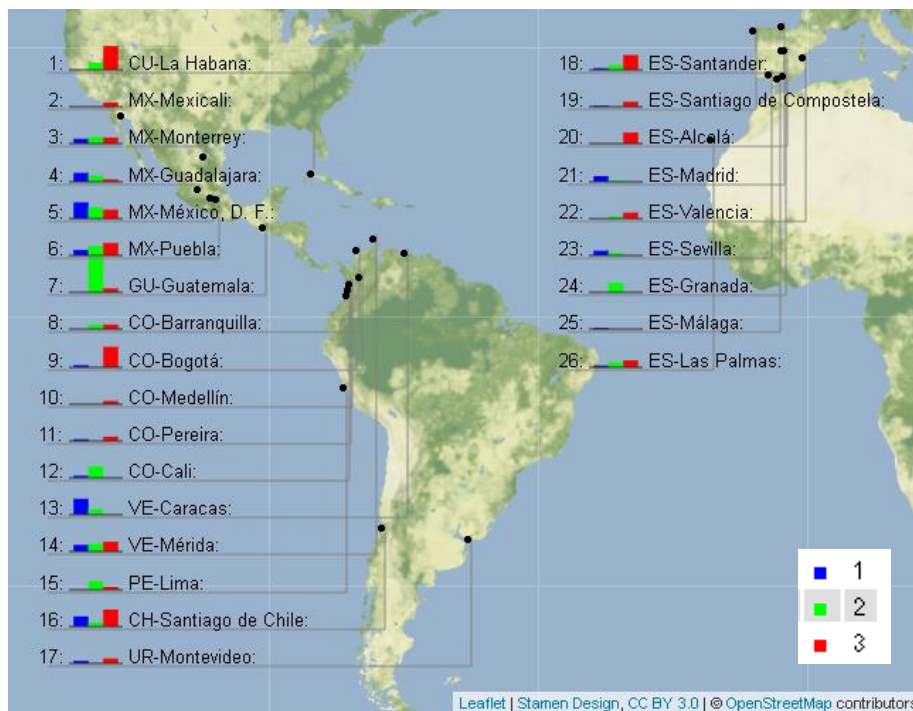 1: CU-La Habana:
2: MX-Mexicali:
3: MX-Monterrey:
4: MX-Guadalajara:
5: MX-México, D. F.:
6: MX-Puebla:
7: GU-Guatemala:
8: CO-Barranquilla:
9: CO-Bogotá:
10: CO-Medellín:
11: CO-Pereira:
12: CO-Cali:
13: VE-Caracas:
14: VE-Mérida:
15: PE-Lima:
16: CH-Santiago de Chile:
17: UR-Montevideo:
18: ES-Santander:
19: ES-Santiago de Compostela:
20: ES-Alcalá:
21: ES-Madrid:
22: ES-Valencia:
23: ES-Sevilla:
24: ES-Granada:
25: ES-Málaga:
26: ES-Las Palmas:
1
2
3
Leaflet | Stamen Design, CC BY 3.0 | © OpenStreetMap contributors